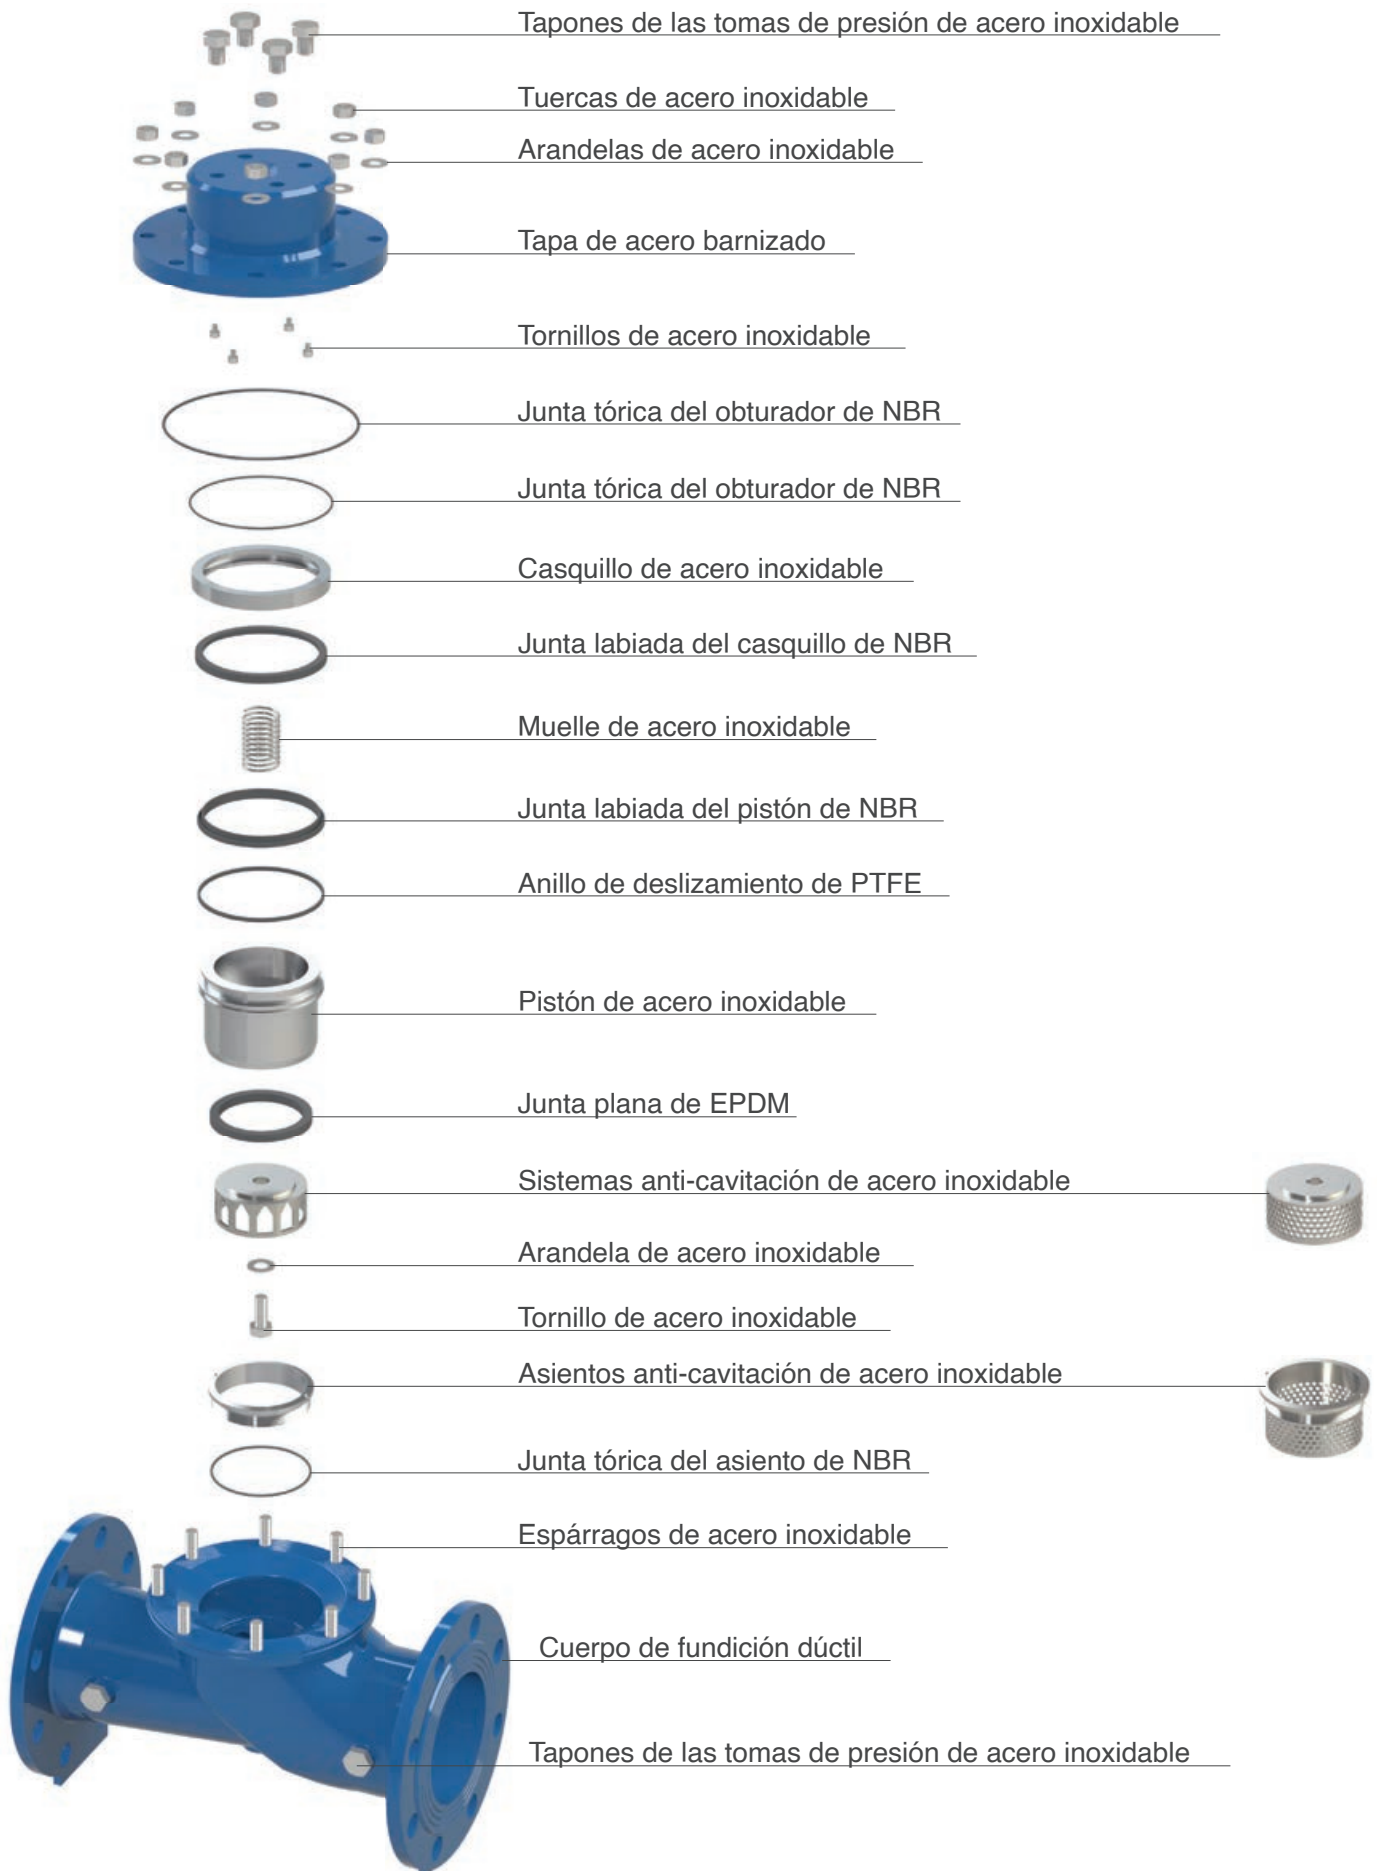 Tapones de las tomas de presión de acero inoxidable
Tuercas de acero inoxidable
Arandelas de acero inoxidable
Tapa de acero barnizado
Tornillos de acero inoxidable
Junta tórica del obturador de NBR
Junta tórica del obturador de NBR
Casquillo de acero inoxidable
Junta labiada del casquillo de NBR
Muelle de acero inoxidable
Junta labiada del pistón de NBR
Anillo de deslizamiento de PTFE
Pistón de acero inoxidable
Junta plana de EPDM
Sistemas anti-cavitación de acero inoxidable
Arandela de acero inoxidable
Tornillo de acero inoxidable
Asientos anti-cavitación de acero inoxidable
Junta tórica del asiento de NBR
Espárragos de acero inoxidable
Cuerpo de fundición dúctil
Tapones de las tomas de presión de acero inoxidable